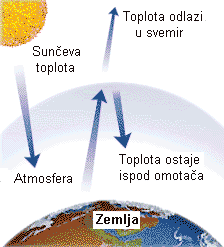 Toplota odlazi
u svemir
Sunčeva
toplota
Atmosfera
Toplota ostaje
ispod omotača
Zemlja